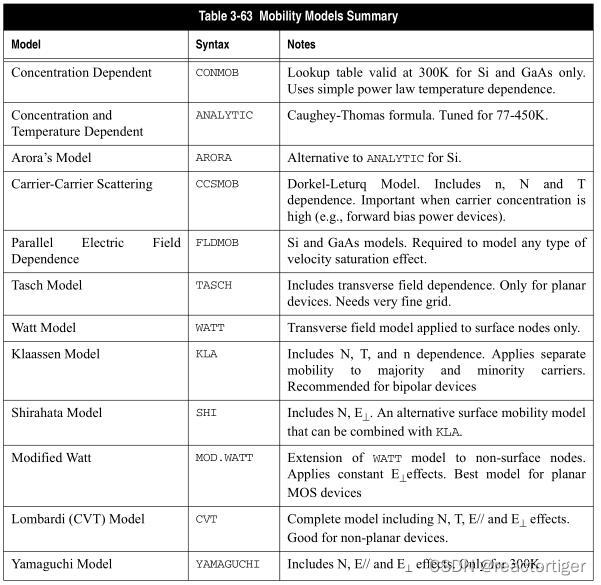 Table 3-63 Mobility Models Summary
Model Syntax Notes
Concentration Dependent CONMOB Lookup table valid at 300K for Si and GaAs only.
Uses simple power law temperature dependence.
Concentration and ANALYTIC Caughey-Thomas formula. Tuned for 77-450K.
Temperature Dependent
Arora's Model ARORA Alternative to ANALYTIC for Si.
Carrier-Carrier Scattering CCSMOB Dorkel-Leturq Model. Includes n, N and T
dependence. Important when carrier concentration is
high (e.g., forward bias power devices).
Parallel Electric Field FLDMOB Si and GaAs models. Required to model any type of
Dependence velocity saturation effect.
Tasch Model TASCH Includes transverse field dependence. Only for planar
devices. Needs very fine grid.
Watt Model WATT Transverse field model applied to surface nodes only.
Klaassen Model KLA Includes N, T, and n dependence. Applies separate
mobility to majority and minority carriers.
Recommended for bipolar devices
Shirahata Model SHI Includes N, E⊥. An alternative surface mobility model
that can be combined with KLA.
Modified Watt MOD.WATT Extension of WATT model to non-surface nodes.
Applies constant E⊥effects. Best model for planar
MOS devices
Lombardi (CVT) Model CVT Complete model including N, T, E// and E⊥ effects.
Good for non-planar devices.
Yamaguchi Model YAMAGUCHI Includes N, E// and E⊥ effects. Only for 300K.
CSDN @reactortiger